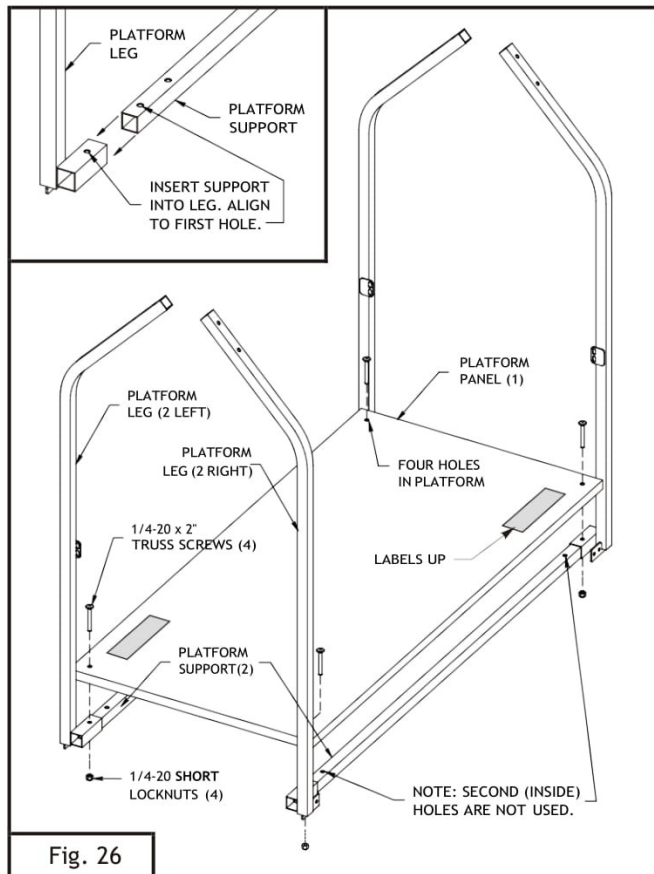 PLATFORM
LEG
PLATFORM
SUPPORT
INSERT SUPPORT
INTO LEG. ALIGN
TO FIRST HOLE.
PLATFORM
PANEL (1)
PLATFORM
LEG (2 LEFT)
PLATFORM
LEG (2 RIGHT)
FOUR HOLES
IN PLATFORM
1/4-20 x 2"
TRUSS SCREWS (4)
LABELS UP
PLATFORM
SUPPORT(2)
1/4-20 SHORT
LOCKNUTS (4)
NOTE: SECOND (INSIDE)
HOLES ARE NOT USED.
Fig. 26